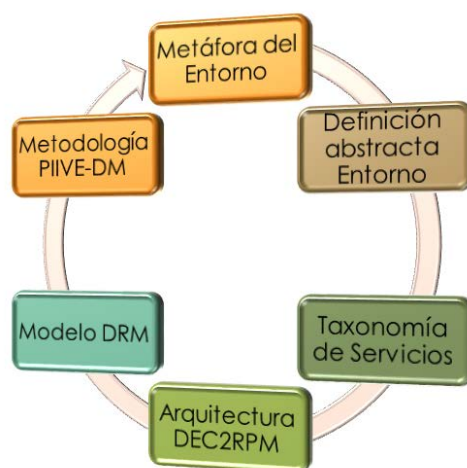 Metáfora del
Entorno
Definición
abstracta
Entorno
Taxonomía
de Servicios
Arquitectura
DEC2RPM
Modelo DRM
Metodología
PIIVE-DM